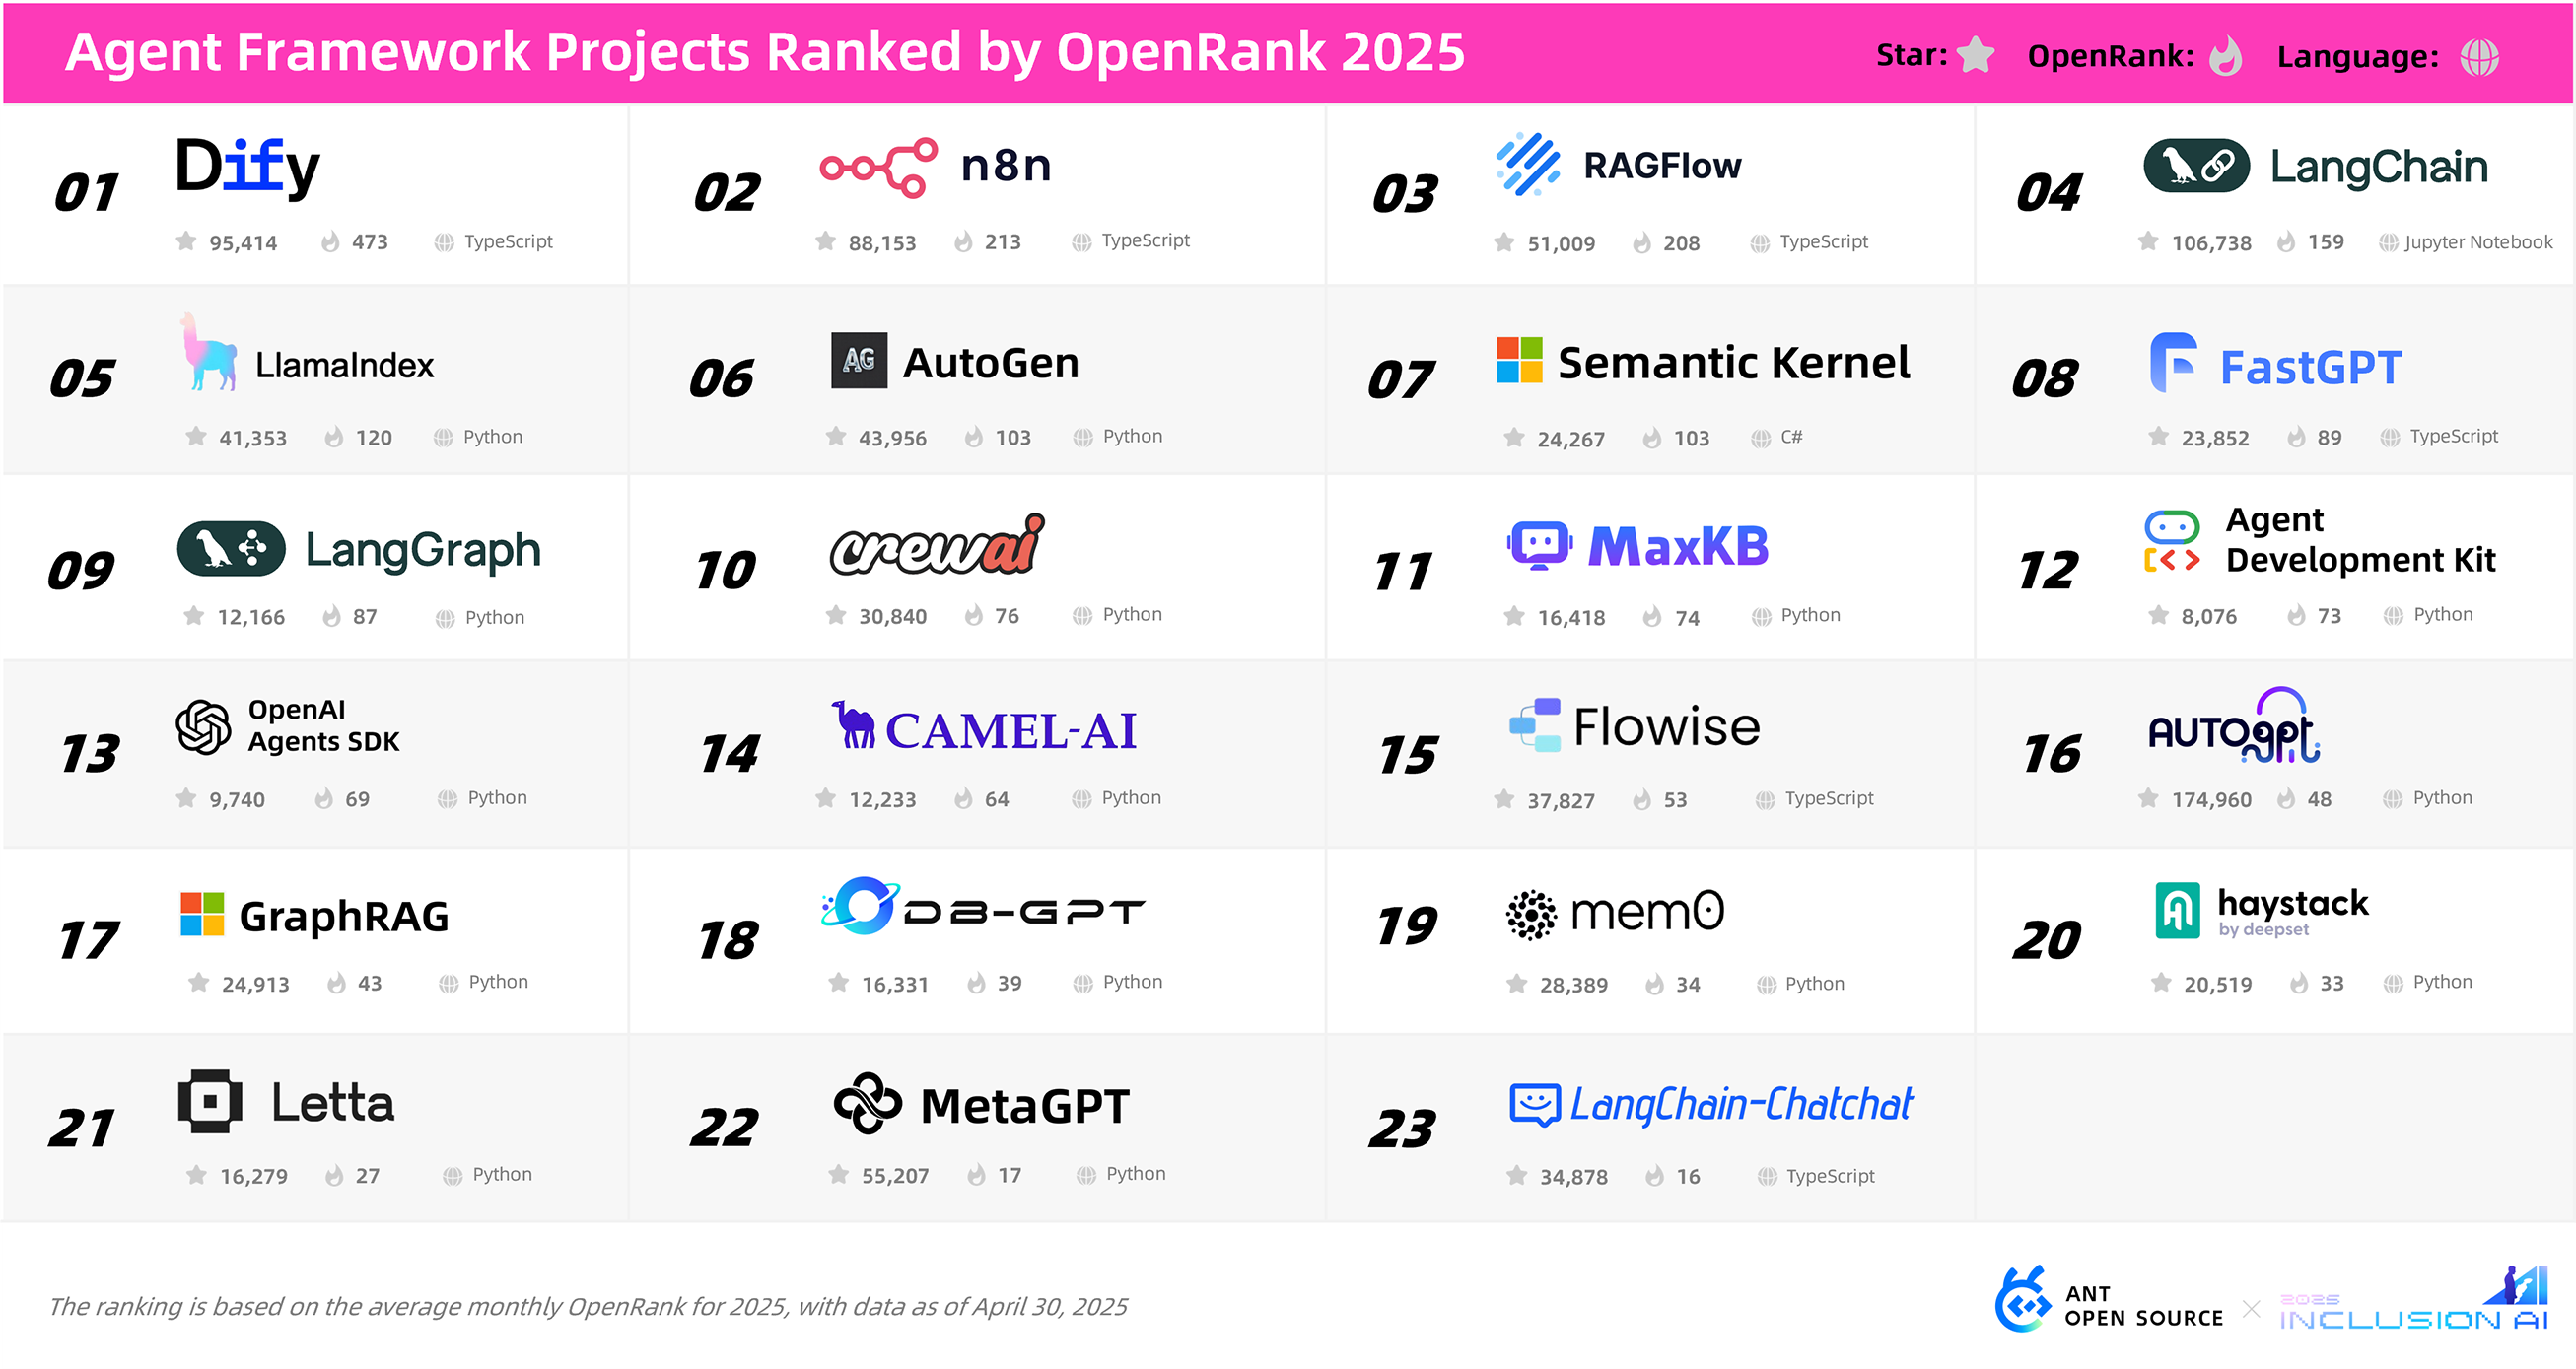 Agent Framework Projects Ranked by OpenRank 2025
Star: OpenRank: Language:
01 Dify
95,414 473 TypeScript
02 n8n
88,153 213 TypeScript
03 RAGFlow
51,009 208 TypeScript
04 LangChain
106,738 159 Jupyter Notebook
05 LlamaIndex
41,353 120 Python
06 AG AutoGen
43,956 103 Python
07 Semantic Kernel
24,267 103 C#
08 FastGPT
23,852 89 TypeScript
09 LangGraph
12,166 87 Python
10 crewai
30,840 76 Python
11 MaxKB
16,418 74 Python
12 Agent
Development Kit
8,076 73 Python
13 OpenAI
Agents SDK
9,740 69 Python
14 CAMEL-AI
12,233 64 Python
15 Flowise
37,827 53 TypeScript
16 AUTOgpt
174,960 48 Python
17 GraphRAG
24,913 43 Python
18 DB-GPT
16,331 39 Python
19 mem0
28,389 34 Python
20 haystack
by deepset
20,519 33 Python
21 Letta
16,279 27 Python
22 MetaGPT
55,207 17 Python
23 LangChain-Chatchat
34,878 16 TypeScript
The ranking is based on the average monthly OpenRank for 2025, with data as of April 30, 2025
ANT
OPEN SOURCE
2025
INCLUSION AI